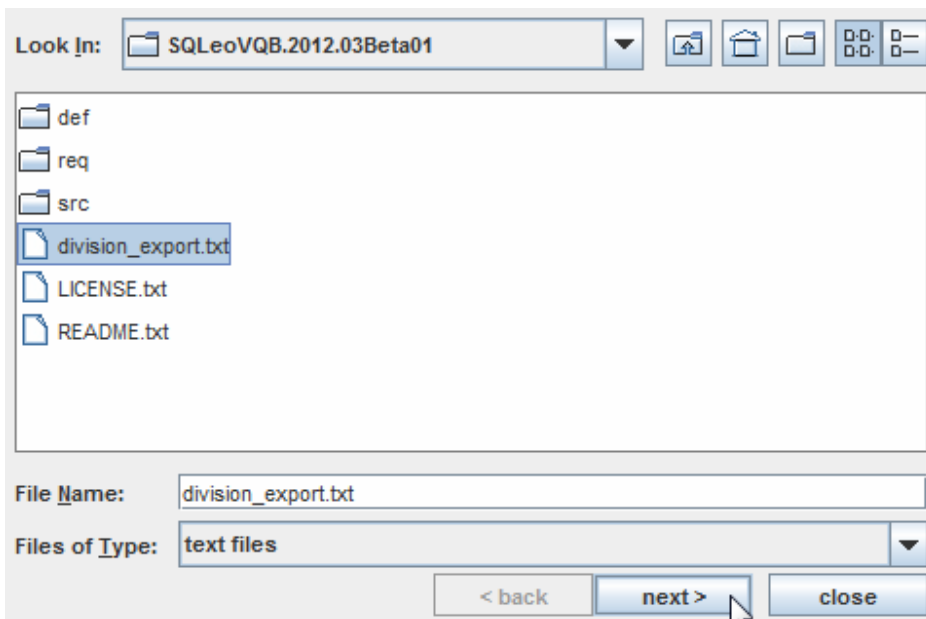 Look In: SQLeoVQB.2012.03Beta01
def
req
src
division_export.txt
LICENSE.txt
README.txt
File Name: division_export.txt
Files of Type: text files
< back next > close